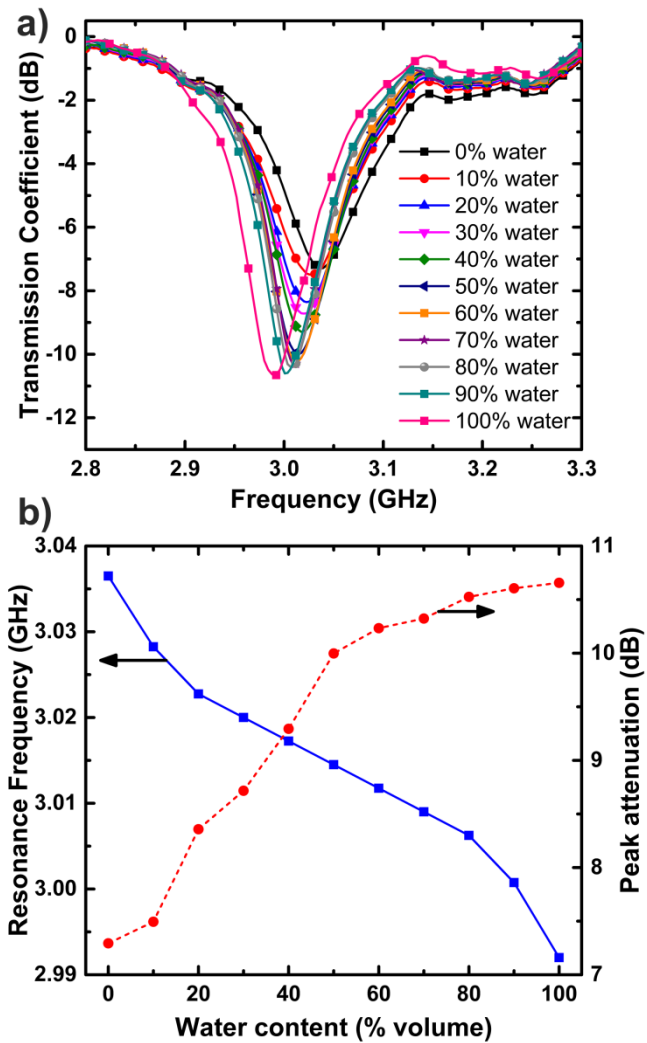 a)
0
-2
-4
-6
-8
-10
-12
Transmission Coefficient (dB)
0% water
10% water
20% water
30% water
40% water
50% water
60% water
70% water
80% water
90% water
100% water
2.8 2.9 3.0 3.1 3.2 3.3
Frequency (GHz)
b)
3.04
3.03
3.02
3.01
3.00
2.99
Resonance Frequency (GHz)
11
10
9
8
7
Peak attenuation (dB)
0 20 40 60 80 100
Water content (% volume)